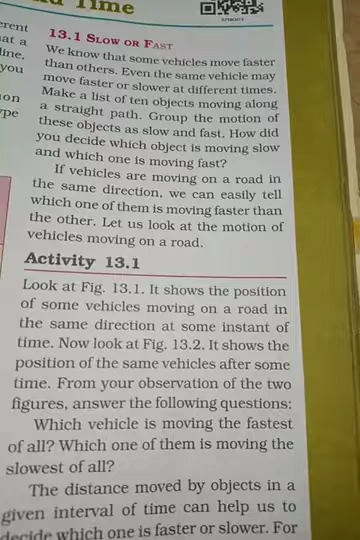 Time
erent
at a
line,
you
ion
ype
13.1 SLOW OR FAST
We know that some vehicles move faster
than others. Even the same vehicle may
move faster or slower at different times.
Make a list of ten objects moving along
a straight path. Group the motion of
these objects as slow and fast. How did
you decide which object is moving slow
and which one is moving fast?
If vehicles are moving on a road in
the same direction, we can easily tell
which one of them is moving faster than
the other. Let us look at the motion of
vehicles moving on a road.
Activity 13.1
Look at Fig. 13.1. It shows the position
of some vehicles moving on a road in
the same direction at some instant of
time. Now look at Fig. 13.2. It shows the
position of the same vehicles after some
time. From your observation of the two
figures, answer the following questions:
Which vehicle is moving the fastest
of all? Which one of them is moving the
slowest of all?
The distance moved by objects in a
given interval of time can help us to
decide which one is faster or slower. For